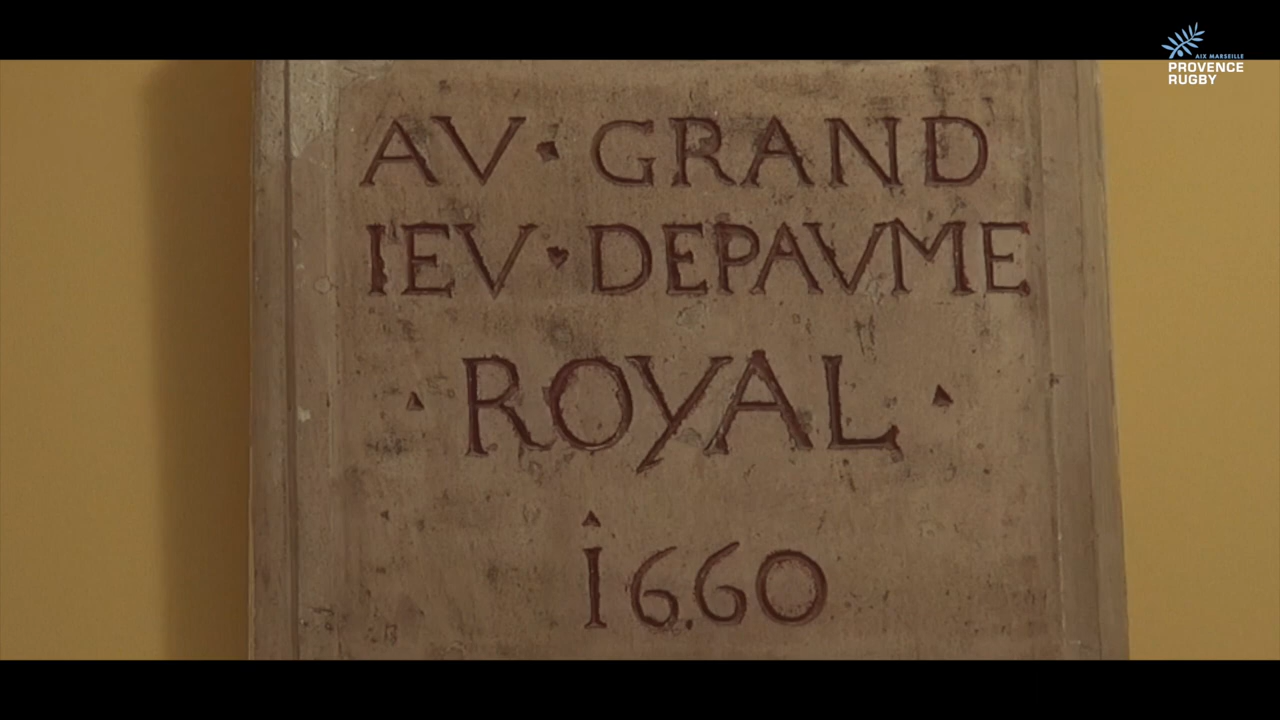 AIX MARSEILLE
PROVENCE
RUGBY
AV · GRAND
IEV · DEPAVME
· ROYAL ·
1660